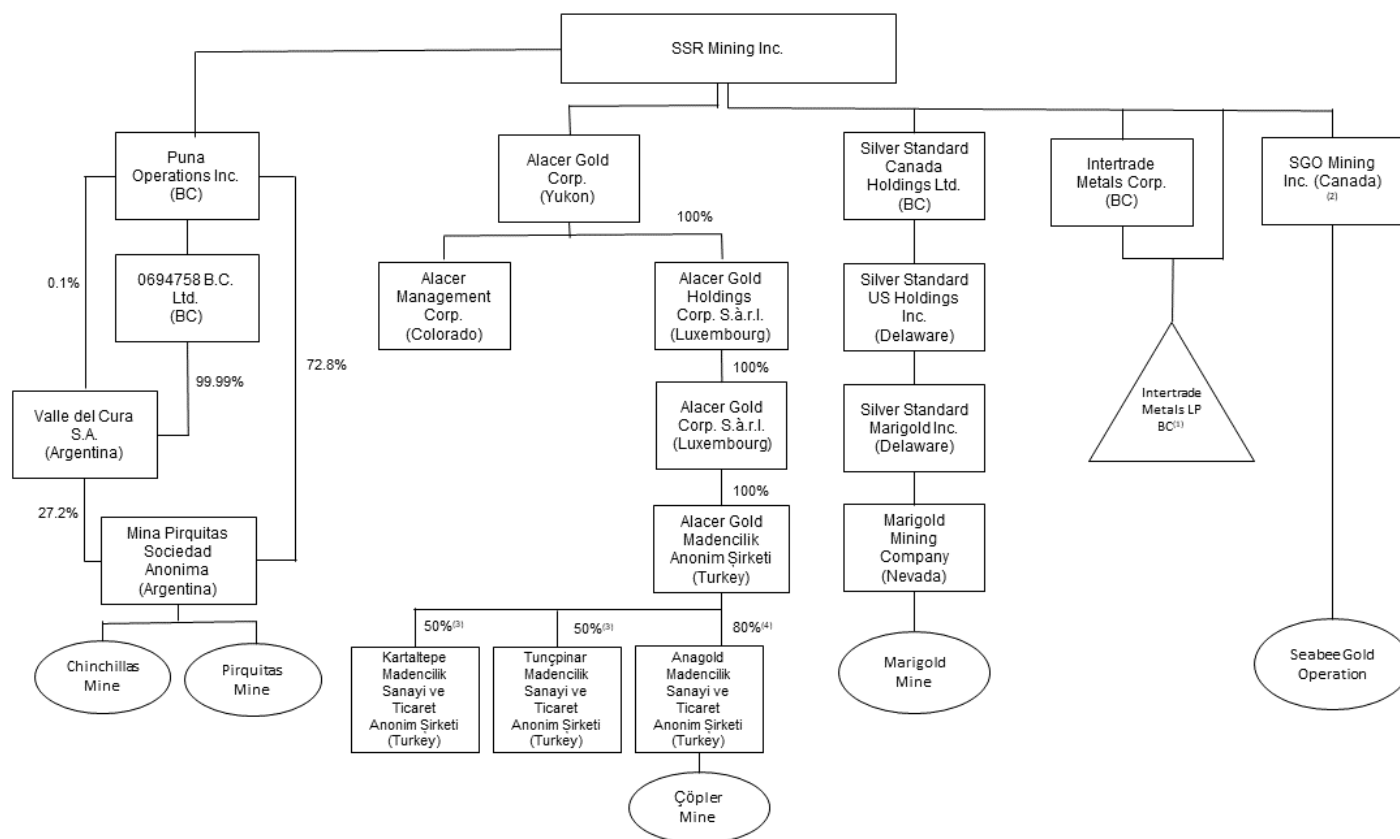 SSR Mining Inc.
Puna
Operations Inc.
(BC)
Alacer Gold
Corp.
(Yukon)
Silver Standard
Canada
Holdings Ltd.
(BC)
Intertrade
Metals Corp.
(BC)
SGO Mining
Inc. (Canada)
(2)
100%
0.1%
0694758 B.C.
Ltd.
(BC)
Alacer
Management
Corp.
(Colorado)
Alacer Gold
Holdings
Corp. S.à.r.l.
(Luxembourg)
Silver Standard
US Holdings
Inc.
(Delaware)
99.99%
72.8%
100%
Valle del Cura
S.A.
(Argentina)
Alacer Gold
Corp. S.à.r.l.
(Luxembourg)
Silver Standard
Marigold Inc.
(Delaware)
Intertrade
Metals LP
BC(1)
27.2%
100%
Mina Pirquitas
Sociedad
Anonima
(Argentina)
Alacer Gold
Madencilik
Anonim Şirketi
(Turkey)
Marigold
Mining
Company
(Nevada)
50%(3)
50%(3)
80%(4)
Chinchillas
Mine
Pirquitas
Mine
Kartaltepe
Madencilik
Sanayi ve
Ticaret
Anonim Şirketi
(Turkey)
Tunçpinar
Madencilik
Sanayi ve
Ticaret
Anonim Şirketi
(Turkey)
Anagold
Madencilik
Sanayi ve
Ticaret
Anonim Şirketi
(Turkey)
Marigold
Mine
Seabee Gold
Operation
Çöpler
Mine